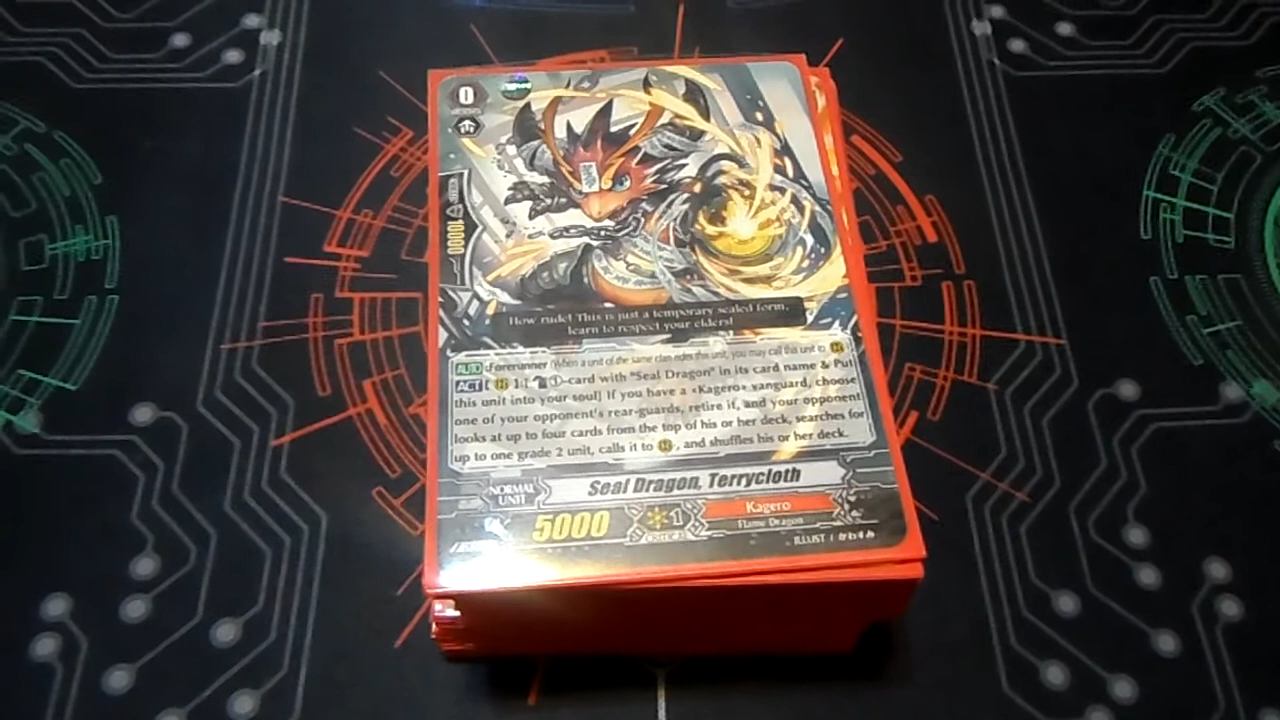 0
10000
How rude! This is just a temporary sealed form,
learn to respect your elders!
AUTO :Forerunner (When a unit of the same clan rides this unit, you may call this unit to RC)
ACT [RC]:[①-card with "Seal Dragon" in its card name & Put
this unit into your soul] If you have a «Kagero» vanguard, choose
one of your opponent's rear-guards, retire it, and your opponent
looks at up to four cards from the top of his or her deck, searches for
up to one grade 2 unit, calls it to RC, and shuffles his or her deck.
NORMAL
UNIT
Seal Dragon, Terrycloth
5000
1
CRITICAL
Kagero
Flame Dragon
ILLUST /